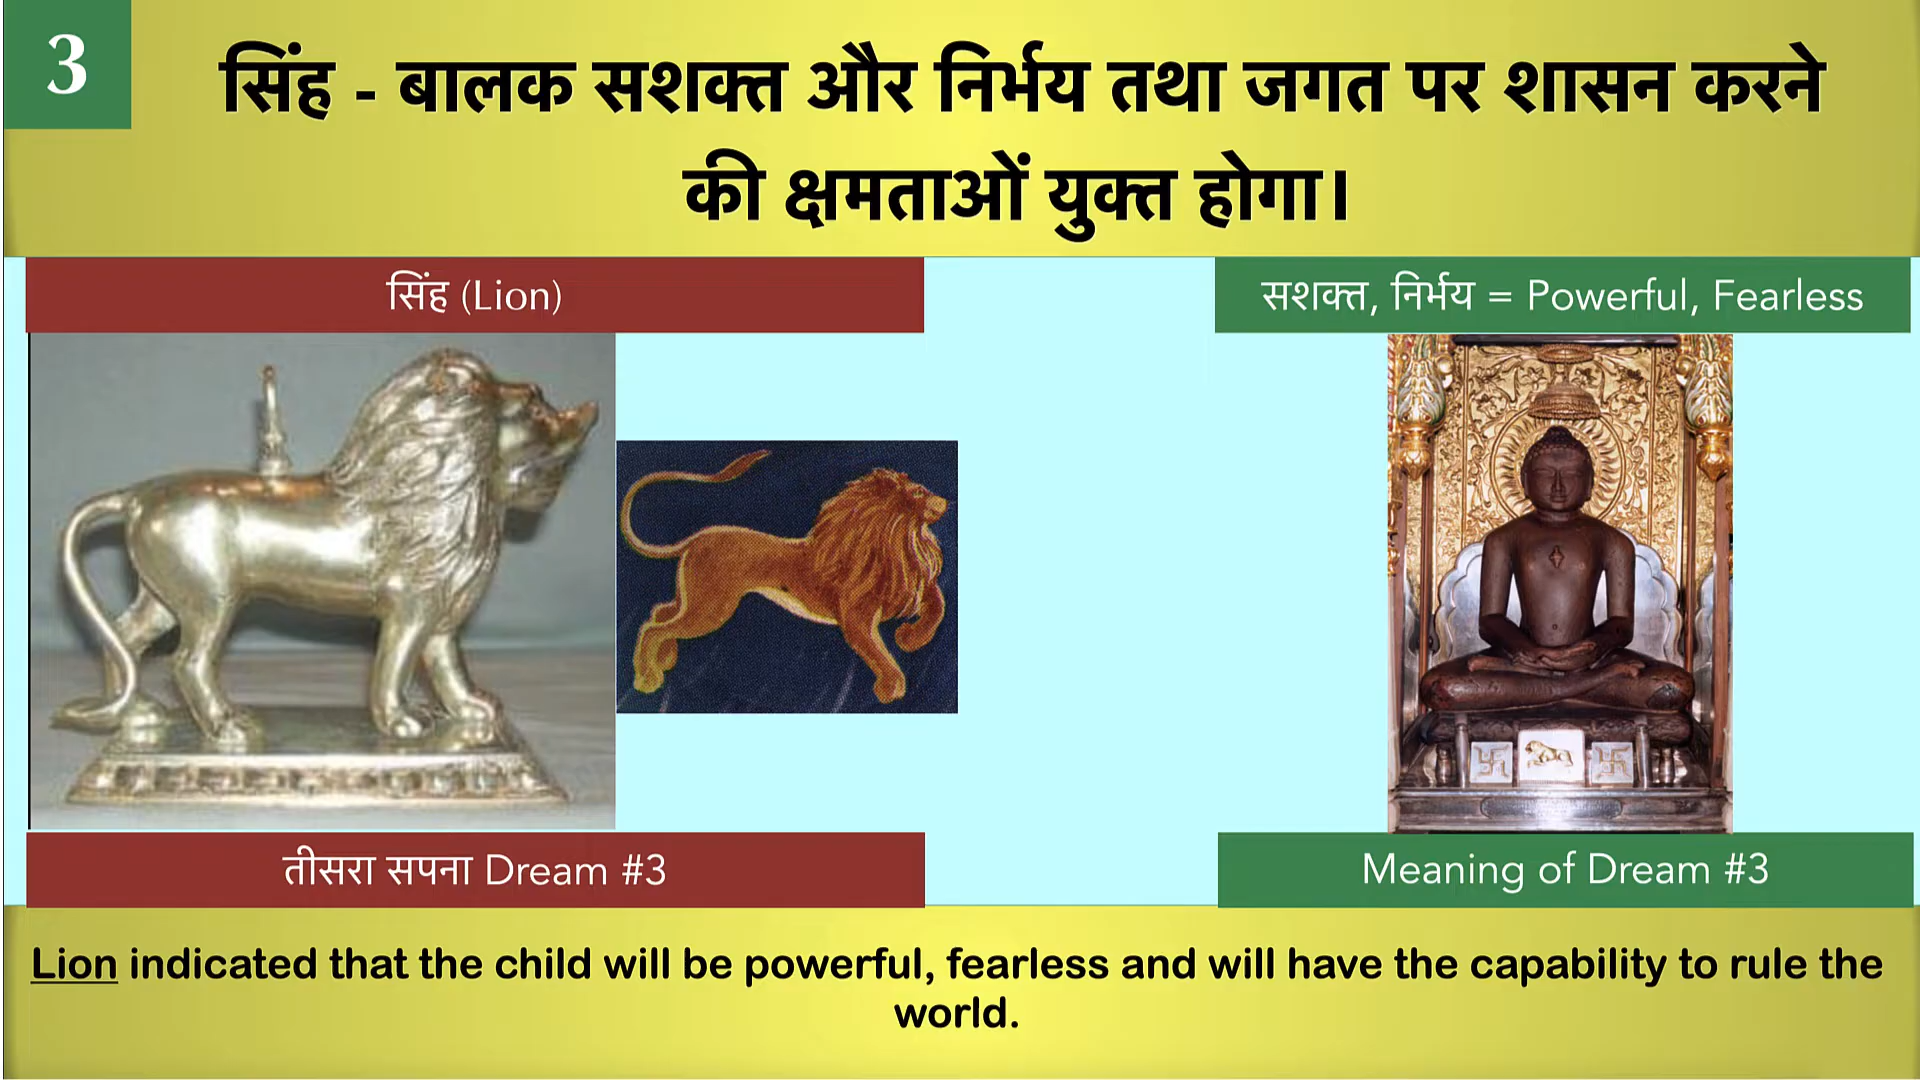 3
सिंह - बालक सशक्त और निर्भय तथा जगत पर शासन करने
की क्षमताओं युक्त होगा।
सिंह (Lion)
सशक्त, निर्भय = Powerful, Fearless
तीसरा सपना Dream #3
Meaning of Dream #3
Lion indicated that the child will be powerful, fearless and will have the capability to rule the
world.